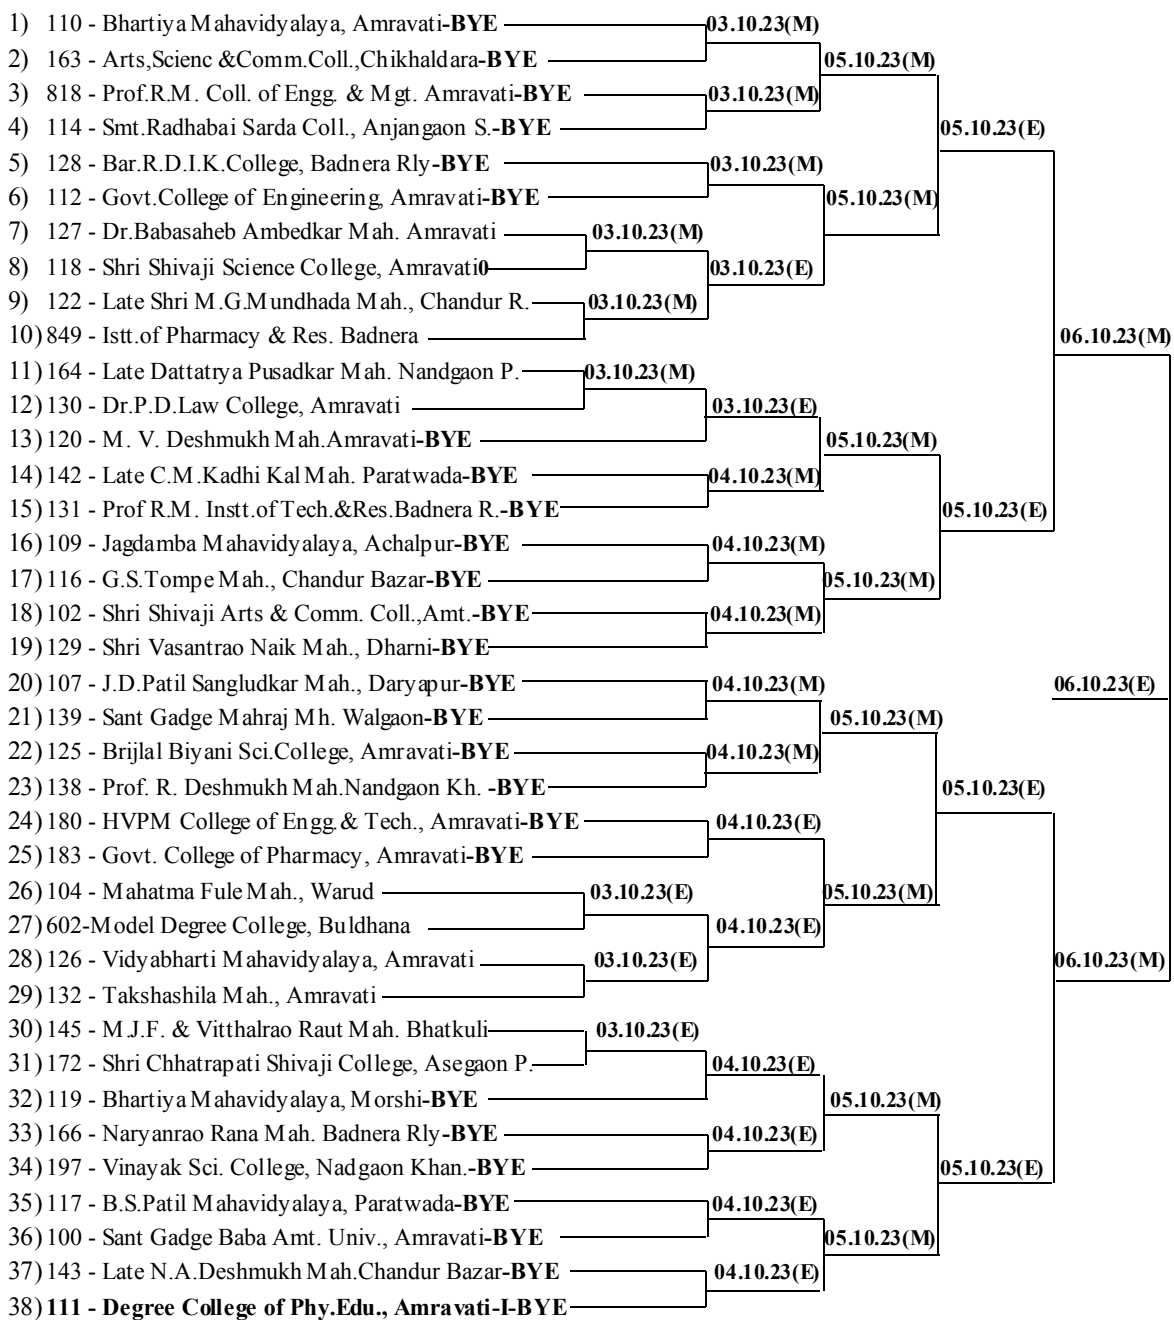 1) 110 - Bhartiya Mahavidyalaya, Amravati-BYE 03.10.23(M)
2) 163 - Arts,Scienc &Comm.Coll.,Chikhaldara-BYE 05.10.23(M)
3) 818 - Prof.R.M. Coll. of Engg. & Mgt. Amravati-BYE 03.10.23(M)
4) 114 - Smt.Radhabai Sarda Coll., Anjangaon S.-BYE 05.10.23(E)
5) 128 - Bar.R.D.I.K.College, Badnera Rly-BYE 03.10.23(M)
6) 112 - Govt.College of Engineering, Amravati-BYE 05.10.23(M)
7) 127 - Dr.Babasaheb Ambedkar Mah. Amravati 03.10.23(M)
8) 118 - Shri Shivaji Science College, Amravati0 03.10.23(E)
9) 122 - Late Shri M.G.Mundhada Mah., Chandur R. 03.10.23(M)
10) 849 - Istt.of Pharmacy & Res. Badnera 06.10.23(M)
11) 164 - Late Dattatrya Pusadkar Mah. Nandgaon P. 03.10.23(M)
12) 130 - Dr.P.D.Law College, Amravati 03.10.23(E)
13) 120 - M. V. Deshmukh Mah.Amravati-BYE 05.10.23(M)
14) 142 - Late C.M.Kadhi Kal Mah. Paratwada-BYE 04.10.23(M)
15) 131 - Prof R.M. Instt.of Tech.&Res.Badnera R.-BYE 05.10.23(E)
16) 109 - Jagdamba Mahavidyalaya, Achalpur-BYE 04.10.23(M)
17) 116 - G.S.Tompe Mah., Chandur Bazar-BYE 05.10.23(M)
18) 102 - Shri Shivaji Arts & Comm. Coll.,Amt.-BYE 04.10.23(M)
19) 129 - Shri Vasantrao Naik Mah., Dharni-BYE
20) 107 - J.D.Patil Sangludkar Mah., Daryapur-BYE 04.10.23(M) 06.10.23(E)
21) 139 - Sant Gadge Mahraj Mh. Walgaon-BYE 05.10.23(M)
22) 125 - Brijlal Biyani Sci.College, Amravati-BYE 04.10.23(M)
23) 138 - Prof. R. Deshmukh Mah.Nandgaon Kh. -BYE 05.10.23(E)
24) 180 - HVPM College of Engg.& Tech., Amravati-BYE 04.10.23(E)
25) 183 - Govt. College of Pharmacy, Amravati-BYE
26) 104 - Mahatma Fule Mah., Warud 03.10.23(E) 05.10.23(M)
27) 602-Model Degree College, Buldhana 04.10.23(E)
28) 126 - Vidyabharti Mahavidyalaya, Amravati 03.10.23(E) 06.10.23(M)
29) 132 - Takshashila Mah., Amravati
30) 145 - M.J.F. & Vitthalrao Raut Mah. Bhatkuli 03.10.23(E)
31) 172 - Shri Chhatrapati Shivaji College, Asegaon P. 04.10.23(E)
32) 119 - Bhartiya Mahavidyalaya, Morshi-BYE 05.10.23(M)
33) 166 - Naryanrao Rana Mah. Badnera Rly-BYE 04.10.23(E)
34) 197 - Vinayak Sci. College, Nadgaon Khan.-BYE 05.10.23(E)
35) 117 - B.S.Patil Mahavidyalaya, Paratwada-BYE 04.10.23(E)
36) 100 - Sant Gadge Baba Amt. Univ., Amravati-BYE 05.10.23(M)
37) 143 - Late N.A.Deshmukh Mah.Chandur Bazar-BYE 04.10.23(E)
38) 111 - Degree College of Phy.Edu., Amravati-I-BYE